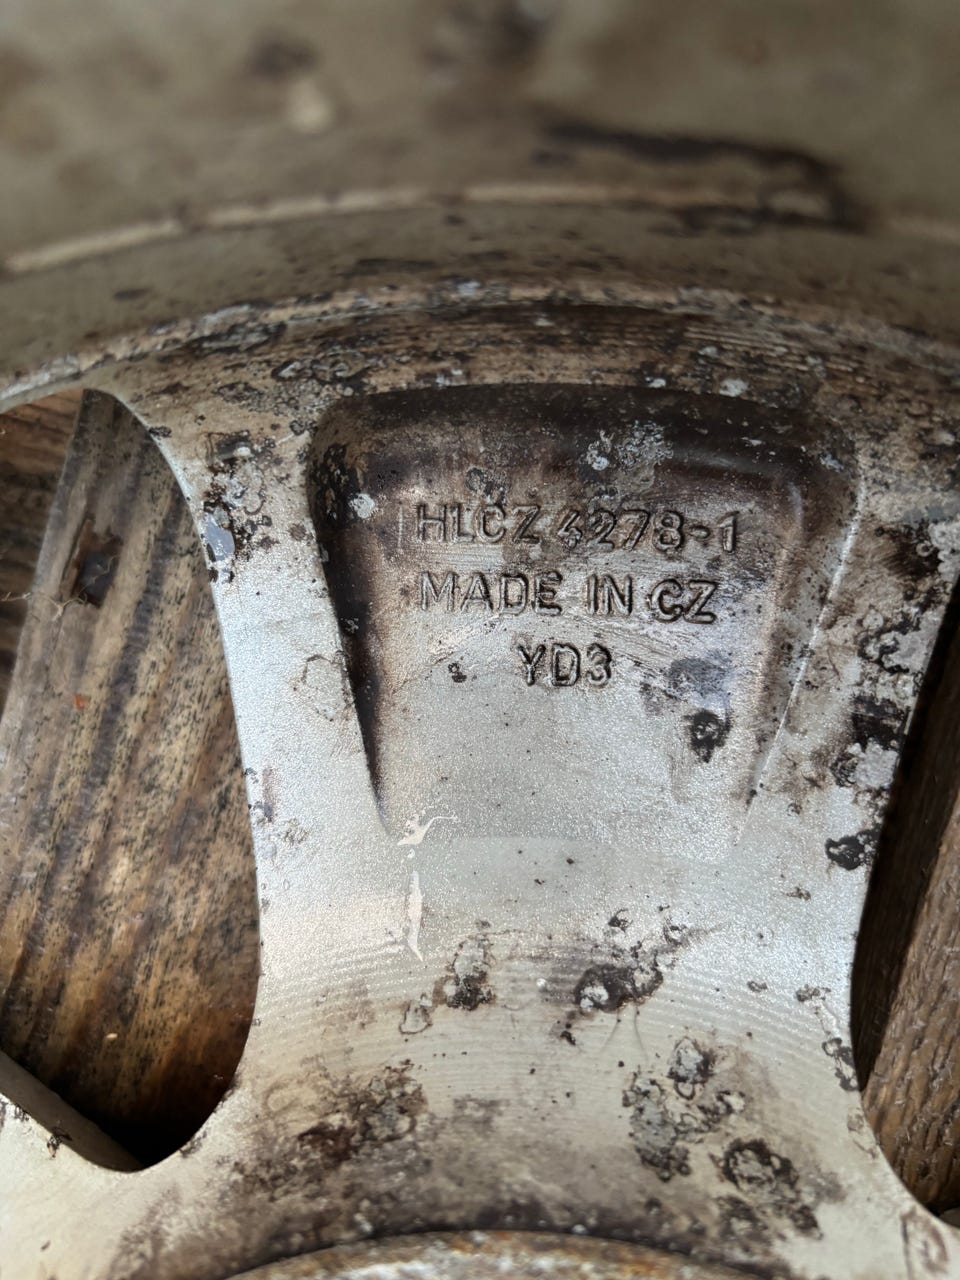 HLCZ 4278-1
MADE IN CZ
YD3